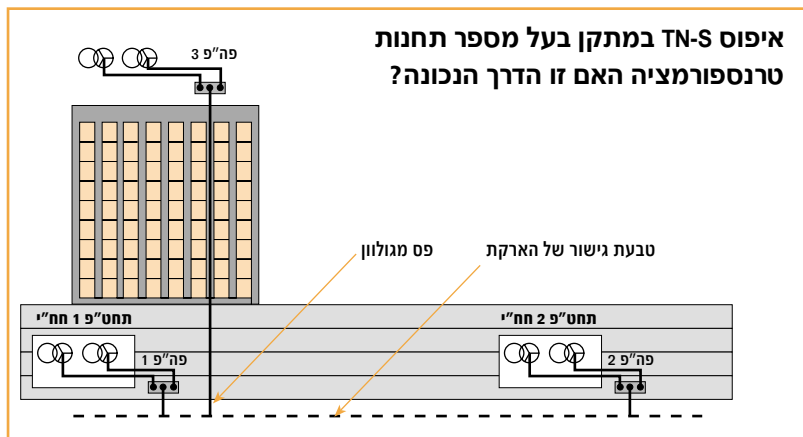 איפוס TN-S במתקן בעל מספר תחנות
טרנספורמציה האם זו הדרך הנכונה?
פה״פ 3
פס מגולוון
טבעת גישור של הארקת
תחט״פ 1 חח״י
תחט״פ 2 חח״י
פה״פ 1
פה״פ 2